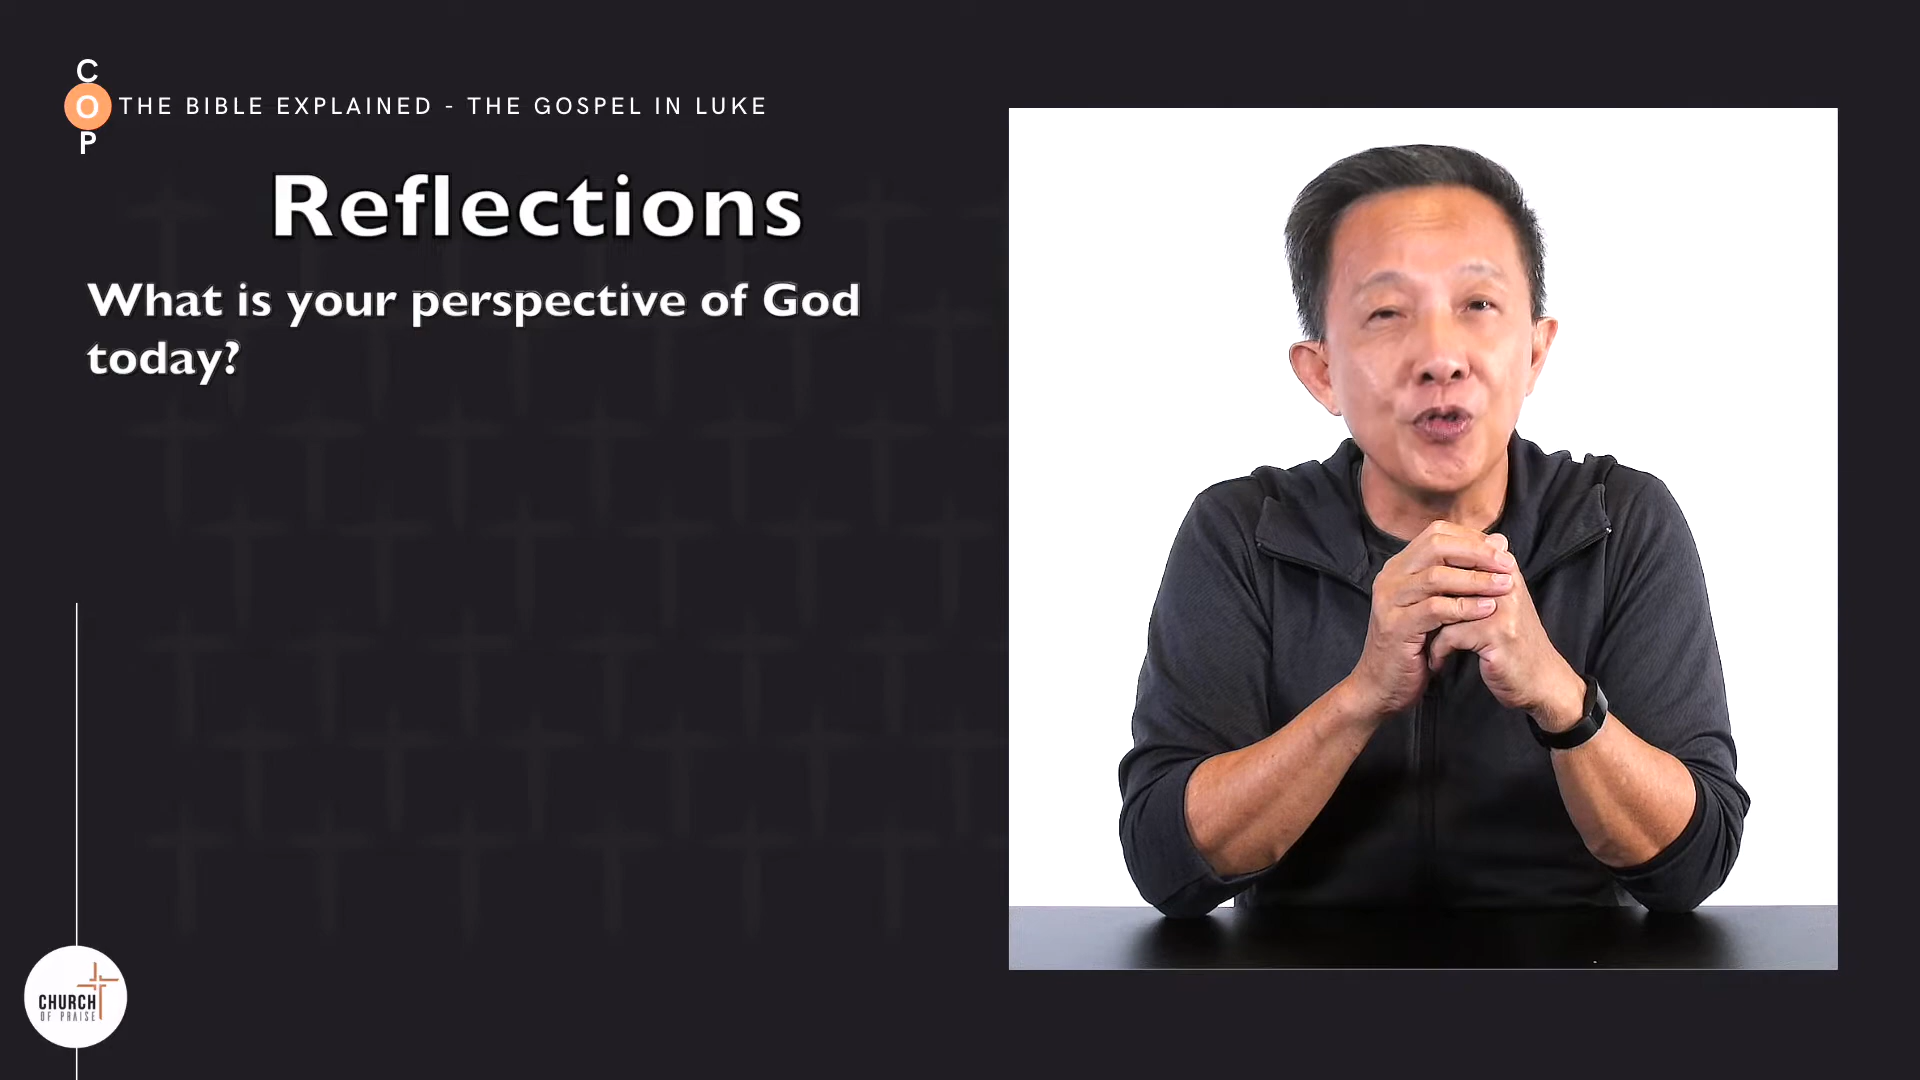 C
O
P
THE BIBLE EXPLAINED - THE GOSPEL IN LUKE
Reflections
What is your perspective of God
today?
CHURCH
OF PRAISE